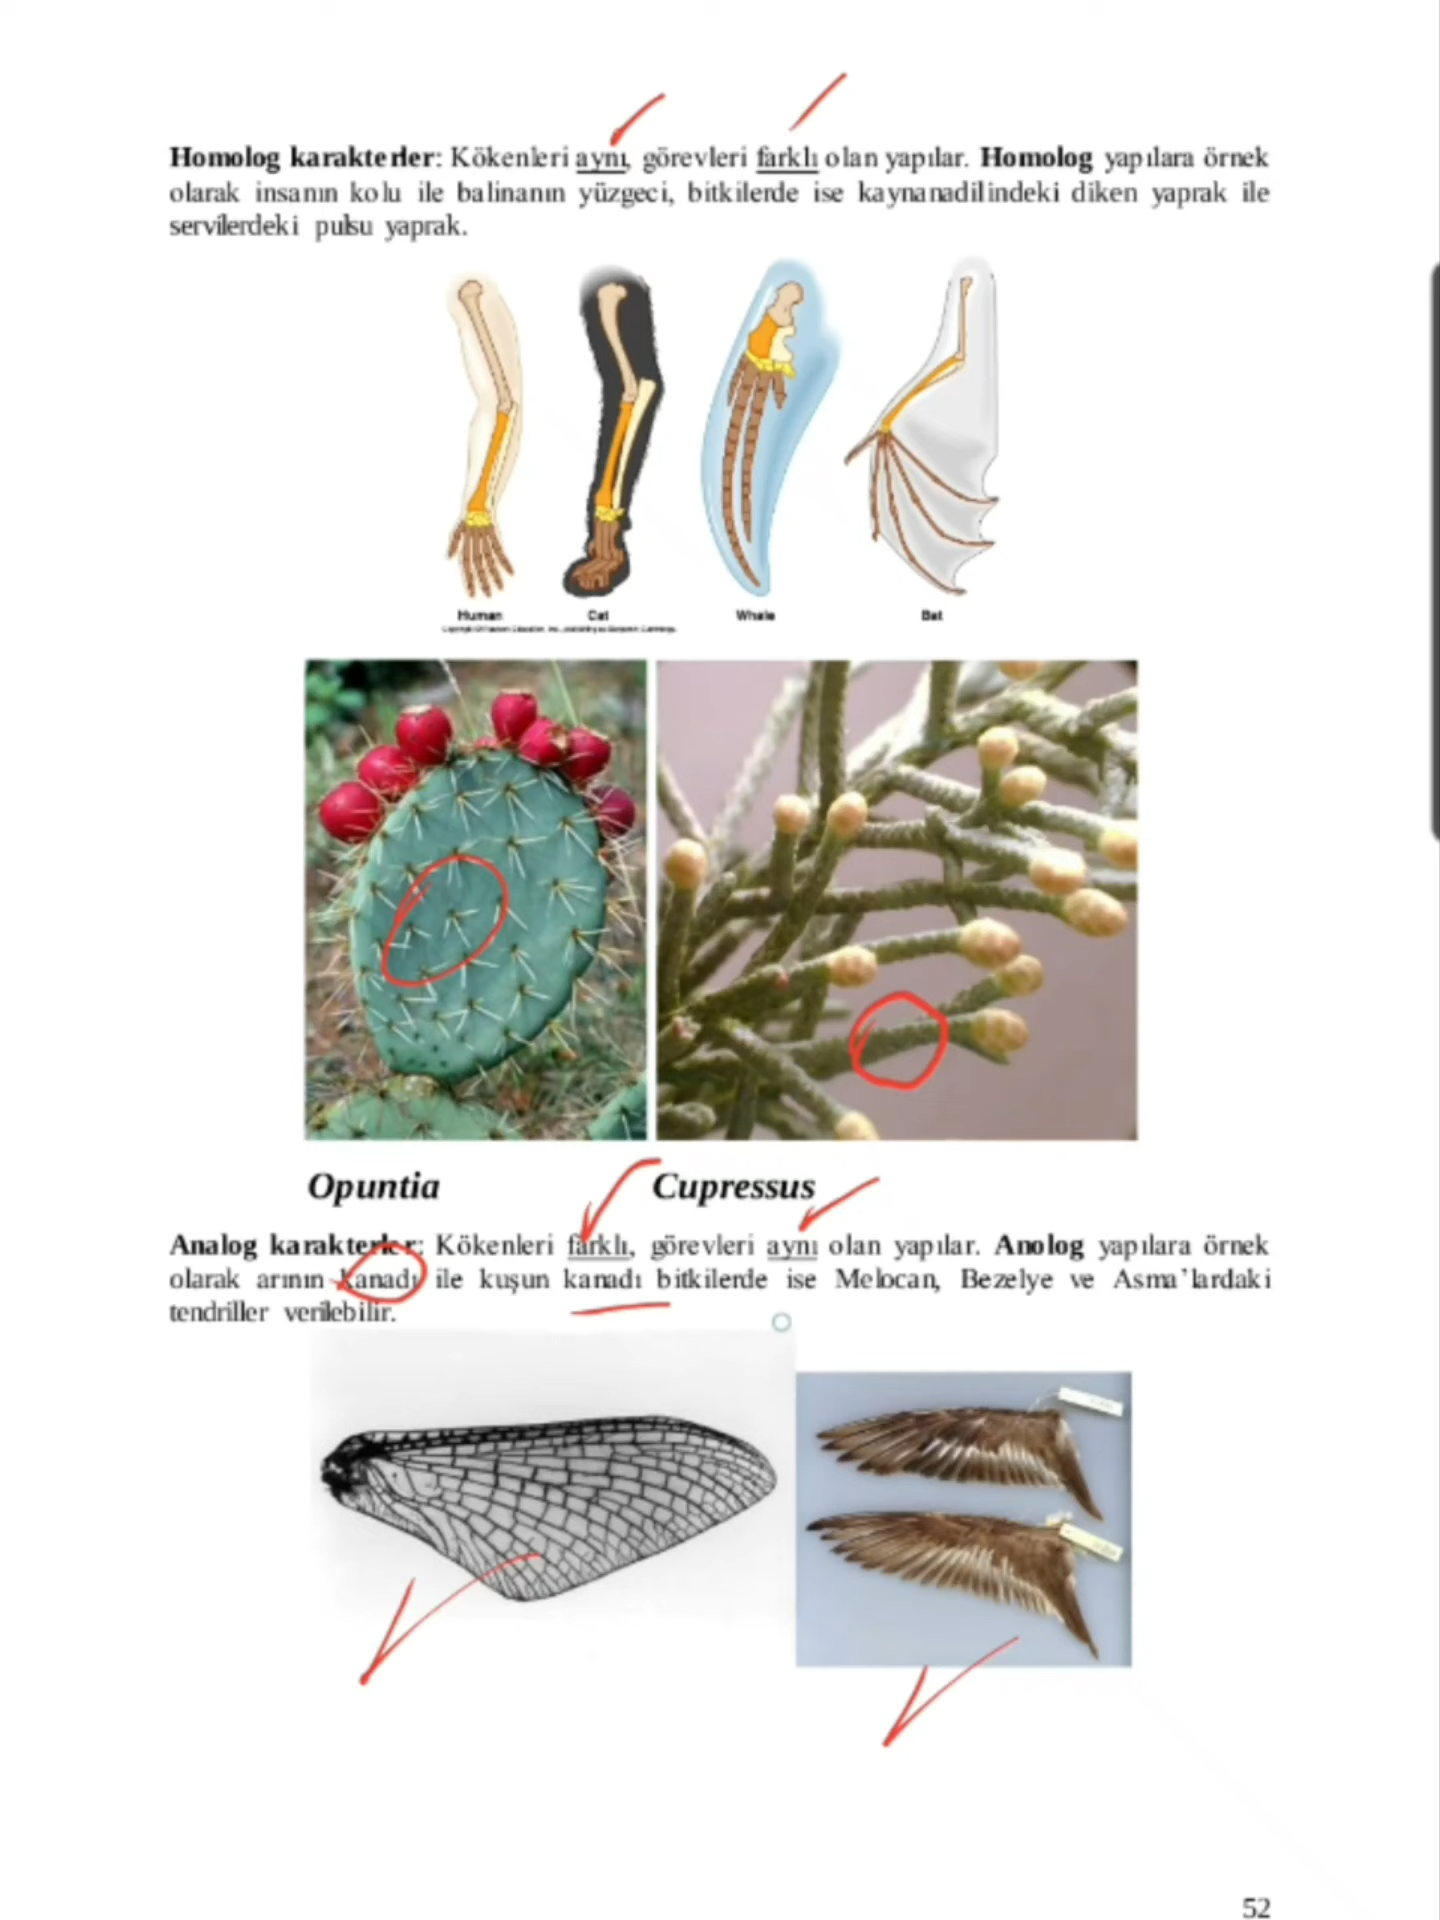 Homolog karakterler: Kökenleri aynı, görevleri farklı olan yapılar. Homolog yapılara örnek
olarak insanın kolu ile balinanın yüzgeci, bitkilerde ise kaynanadilindeki diken yaprak ile
servilerdeki pulsu yaprak.
Human Cat Whale Bat
Opuntia Cupressus
Analog karakterler: Kökenleri farklı, görevleri aynı olan yapılar. Anolog yapılara örnek
olarak arının kanadı ile kuşun kanadı bitkilerde ise Melocan, Bezelye ve Asma'lardaki
tendriller verilebilir.
52